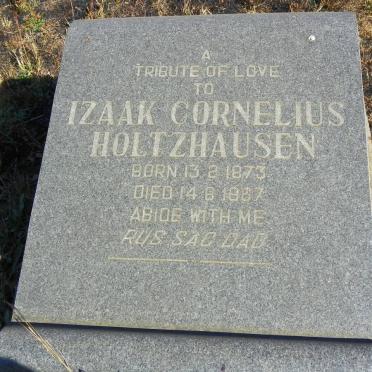 A
TRIBUTE OF LOVE
TO
IZAAK CORNELIUS
HOLTZHAUSEN
BORN 13.2.1873
DIED 14.6.1887
ABIDE WITH ME
RUS SAG DAD